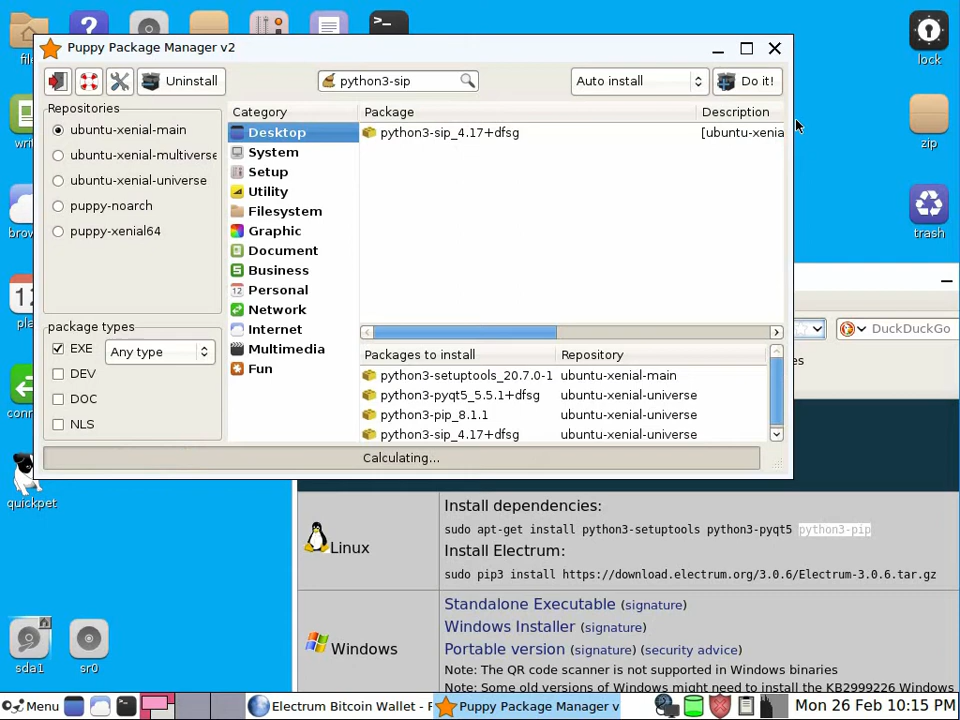 Puppy Package Manager v2
Uninstall
python3-sip
Auto install
Do it!
Repositories
ubuntu-xenial-main
ubuntu-xenial-multiverse
ubuntu-xenial-universe
puppy-noarch
puppy-xenial64
package types
EXE
Any type
DEV
DOC
NLS
Category
Desktop
System
Setup
Utility
Filesystem
Graphic
Document
Business
Personal
Network
Internet
Multimedia
Fun
Package
Description
python3-sip_4.17+dfsg
[ubuntu-xenia
Packages to install
Repository
python3-setuptools_20.7.0-1
ubuntu-xenial-main
python3-pyqt5_5.5.1+dfsg
ubuntu-xenial-universe
python3-pip_8.1.1
ubuntu-xenial-universe
python3-sip_4.17+dfsg
ubuntu-xenial-universe
Calculating...
lock
zip
trash
DuckDuckGo
quickpet
sda1
sr0
Linux
Install dependencies:
sudo apt-get install python3-setuptools python3-pyqt5 python3-pip
Install Electrum:
sudo pip3 install https://download.electrum.org/3.0.6/Electrum-3.0.6.tar.gz
Windows
Standalone Executable (signature)
Windows Installer (signature)
Portable version (signature) (security advice)
Note: The QR code scanner is not supported in Windows binaries
Note: Some old versions of Windows might need to install the KB2999226 Windows
Menu
Electrum Bitcoin Wallet - F
Puppy Package Manager v
Mon 26 Feb 10:15 PM